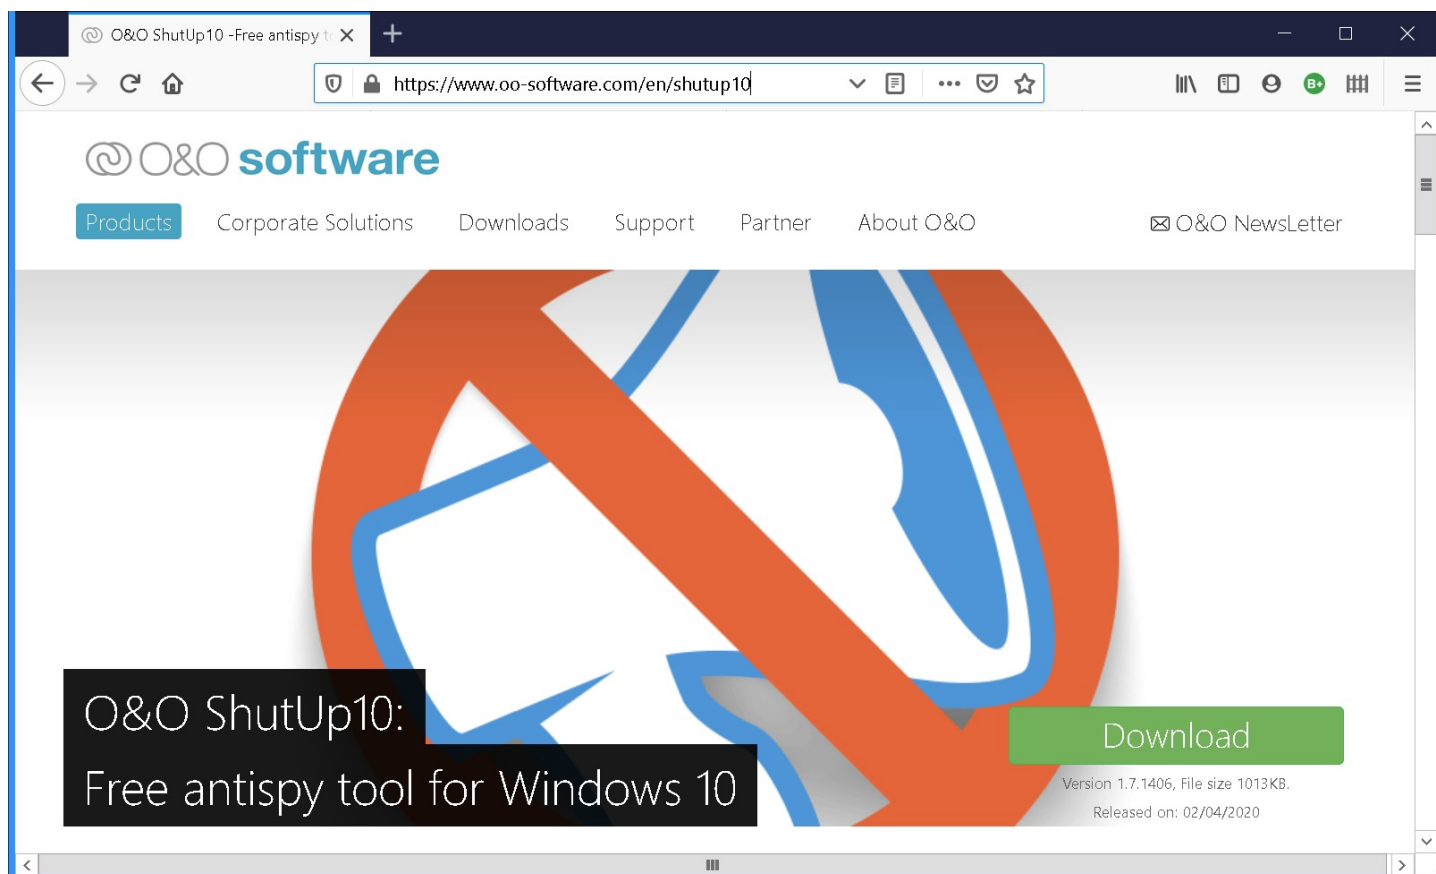 O&O ShutUp10 -Free antispy t
https://www.oo-software.com/en/shutup10
B+
O&O software
Products Corporate Solutions Downloads Support Partner About O&O O&O NewsLetter
O&O ShutUp10:
Free antispy tool for Windows 10
Download
Version 1.7.1406, File size 1013KB.
Released on: 02/04/2020